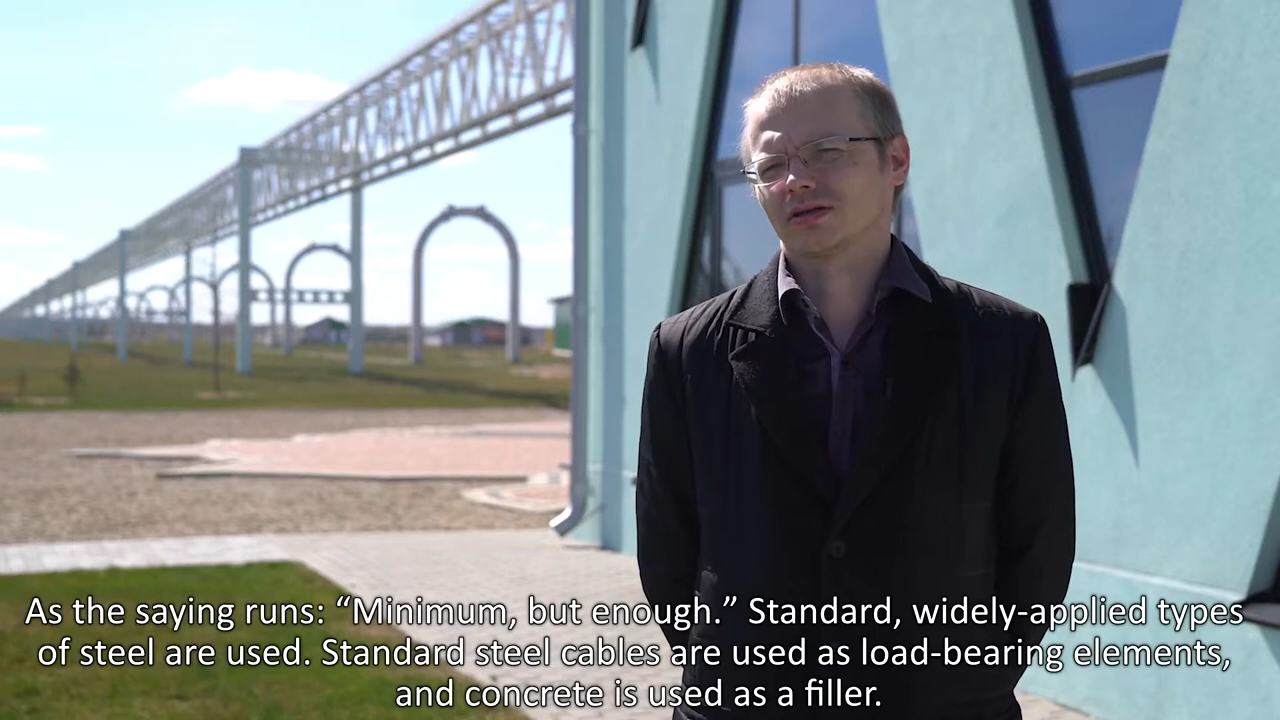 As the saying runs: “Minimum, but enough.” Standard, widely-applied types
of steel are used. Standard steel cables are used as load-bearing elements,
and concrete is used as a filler.